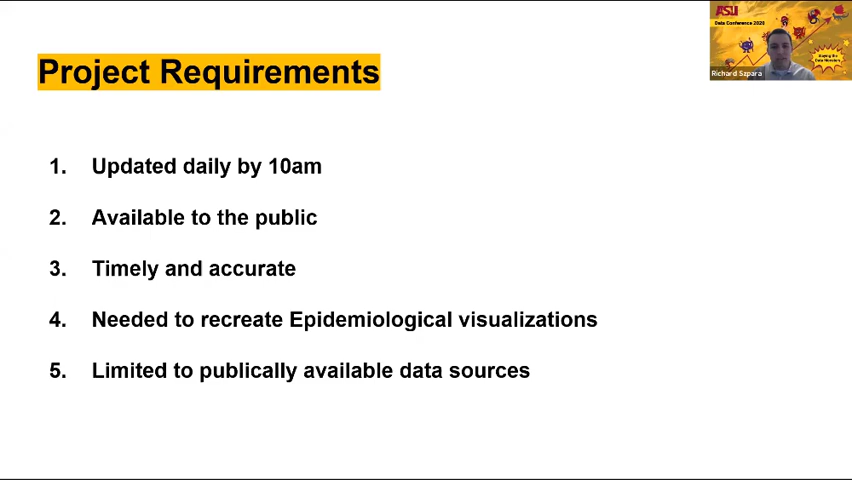 ASU
Data Conference 2020
Project Requirements
Richard Szpara
1. Updated daily by 10am
2. Available to the public
3. Timely and accurate
4. Needed to recreate Epidemiological visualizations
5. Limited to publically available data sources